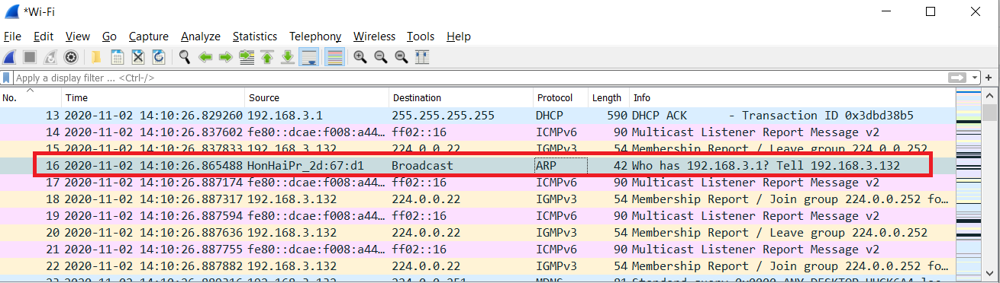 *Wi-Fi
File Edit View Go Capture Analyze Statistics Telephony Wireless Tools Help
Apply a display filter ... <Ctrl-/>
No. Time Source Destination Protocol Length Info
13 2020-11-02 14:10:26.829260 192.168.3.1 255.255.255.255 DHCP 590 DHCP ACK - Transaction ID 0x3dbd38b5
14 2020-11-02 14:10:26.837602 fe80::dcae:f008:a44… ff02::16 ICMPv6 90 Multicast Listener Report Message v2
15 2020-11-02 14:10:26.837833 192.168.3.132 224.0.0.22 IGMPv3 54 Membership Report / Leave group 224.0.0.252
16 2020-11-02 14:10:26.865488 HonHaiPr_2d:67:d1 Broadcast ARP 42 Who has 192.168.3.1? Tell 192.168.3.132
17 2020-11-02 14:10:26.887174 fe80::dcae:f008:a44… ff02::16 ICMPv6 90 Multicast Listener Report Message v2
18 2020-11-02 14:10:26.887317 192.168.3.132 224.0.0.22 IGMPv3 54 Membership Report / Join group 224.0.0.252 fo…
19 2020-11-02 14:10:26.887594 fe80::dcae:f008:a44… ff02::16 ICMPv6 90 Multicast Listener Report Message v2
20 2020-11-02 14:10:26.887636 192.168.3.132 224.0.0.22 IGMPv3 54 Membership Report / Leave group 224.0.0.252
21 2020-11-02 14:10:26.887755 fe80::dcae:f008:a44… ff02::16 ICMPv6 90 Multicast Listener Report Message v2
22 2020-11-02 14:10:26.887882 192.168.3.132 224.0.0.22 IGMPv3 54 Membership Report / Join group 224.0.0.252 fo…